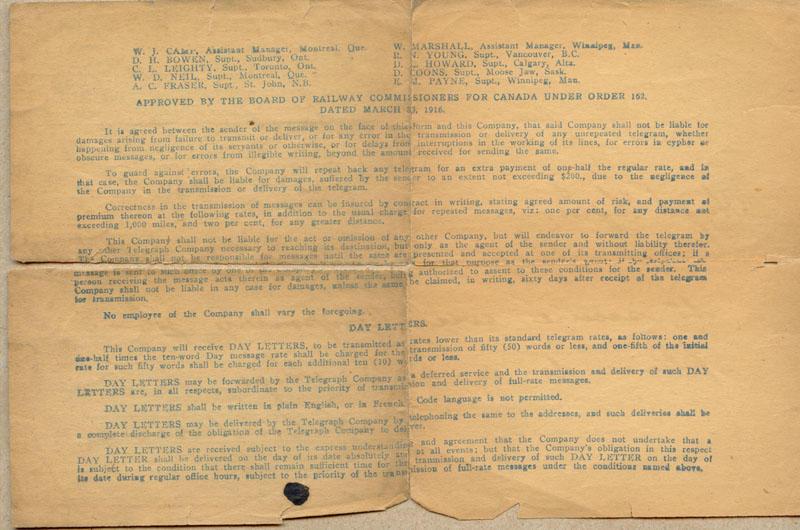 W. J. CAMP, Assistant Manager, Montreal, Que. W. MARSHALL, Assistant Manager, Winnipeg, Man.
D. H. BOWEN, Supt., Sudbury, Ont. R. N. YOUNG, Supt., Vancouver, B.C.
C. L. LEIGHTY, Supt., Toronto, Ont. D. L. HOWARD, Supt., Calgary, Alta.
W. D. NEIL, Supt., Montreal, Que. D. COONS, Supt., Moose Jaw, Sask.
A. C. FRASER, Supt., St. John, N.B. E. J. PAYNE, Supt., Winnipeg, Man.
APPROVED BY THE BOARD OF RAILWAY COMMISSIONERS FOR CANADA UNDER ORDER 162,
DATED MARCH 1916.
It is agreed between the sender of the message on the face of this form and this Company, that said Company shall not be liable for
damages arising from failure to transmit or deliver, or for any error in the transmission or delivery of any unrepeated telegram, whether
happening from negligence of its servants or otherwise, or for delays from interruptions in the working of its lines, for errors in cypher or
obscure messages, or for errors from illegible writing, beyond the amount received for sending the same.
To guard against errors, the Company will repeat back any telegram for an extra payment of one-half the regular rate, and in
that case, the Company shall be liable for damages, suffered by the sender to an extent not exceeding $200., due to the negligence of
the Company in the transmission or delivery of the telegram.
Correctness in the transmission of messages can be insured by contract in writing, stating agreed amount of risk, and payment of
premium thereon at the following rates, in addition to the usual charge for repeated messages, viz: one per cent, for any distance not
exceeding 1,000 miles, and two per cent, for any greater distance.
This Company shall not be liable for the act or omission of any other Company, but will endeavor to forward the telegram by
any other Telegraph Company necessary to reaching its destination, but only as the agent of the sender and without liability therefor.
The Company shall not be responsible for messages until the same are presented and accepted at one of its transmitting offices; if a
message is sent to such office by one of the for that purpose as the sender's agent; if by telephone the
person receiving the message acts therein as agent of the sender, being authorized to assent to these conditions for the sender. This
Company shall not be liable in any case for damages, unless the same be claimed, in writing, sixty days after receipt of the telegram
for transmission.
No employee of the Company shall vary the foregoing.
DAY LETTERS.
This Company will receive DAY LETTERS, to be transmitted as rates lower than its standard telegram rates, as follows: one and
one-half times the ten-word Day message rate shall be charged for the transmission of fifty (50) words or less, and one-fifth of the initial
rate for such fifty words shall be charged for each additional ten (10) words or less.
DAY LETTERS may be forwarded by the Telegraph Company as a deferred service and the transmission and delivery of such DAY
LETTERS are, in all respects, subordinate to the priority of transmission and delivery of full-rate messages.
DAY LETTERS shall be written in plain English, or in French. Code language is not permitted.
DAY LETTERS may be delivered by the Telegraph Company by telephoning the same to the addresses, and such deliveries shall be
a complete discharge of the obligation of the Telegraph Company to deliver.
DAY LETTERS are received subject to the express understanding and agreement that the Company does not undertake that a
DAY LETTER shall be delivered on the day of its date absolutely and at all events; but that the Company's obligation in this respect
is subject to the condition that there shall remain sufficient time for the transmission and delivery of such DAY LETTER on the day of
its date during regular office hours, subject to the priority of the transmission of full-rate messages under the conditions named above.